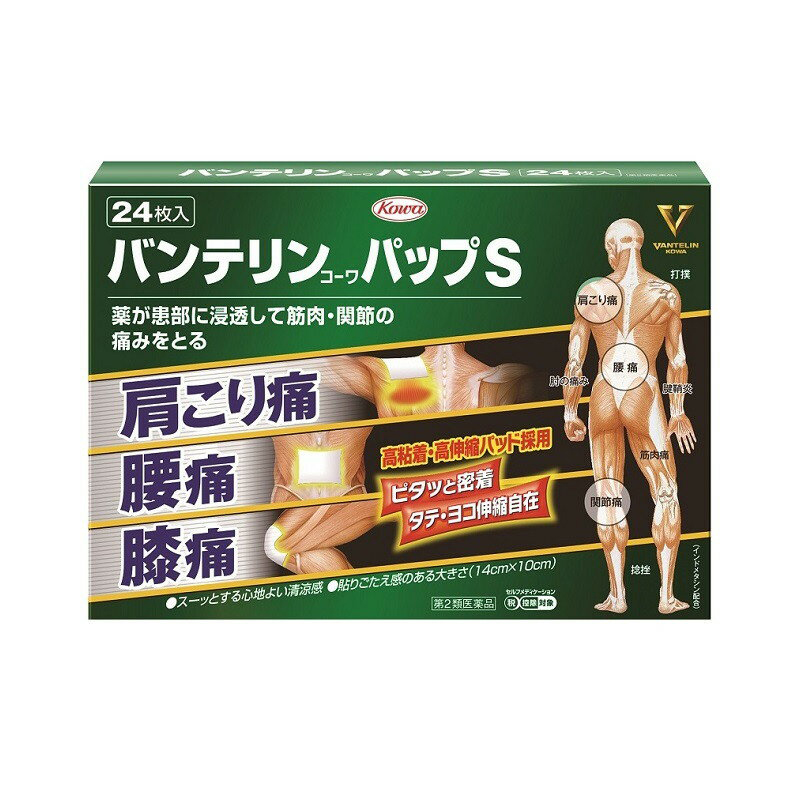 バンテリンコーワパップS [24枚入]
24枚入
Kowa
バンテリンコーワパップS
薬が患部に浸透して筋肉・関節の
痛みをとる
肩こり痛
腰痛
膝痛
高粘着・高伸縮パッド採用
ピタッと密着
タテ・ヨコ伸縮自在
●スーッとする心地よい清涼感 ●貼りごたえ感のある大きさ(14cm×10cm)
第2類医薬品
セルフメディケーション
税 控除 対象
VANTELIN
KOWA
打撲
肩こり痛
腰痛
肘の痛み
腱鞘炎
筋肉痛
関節痛
捻挫
(インドメタシン配合)